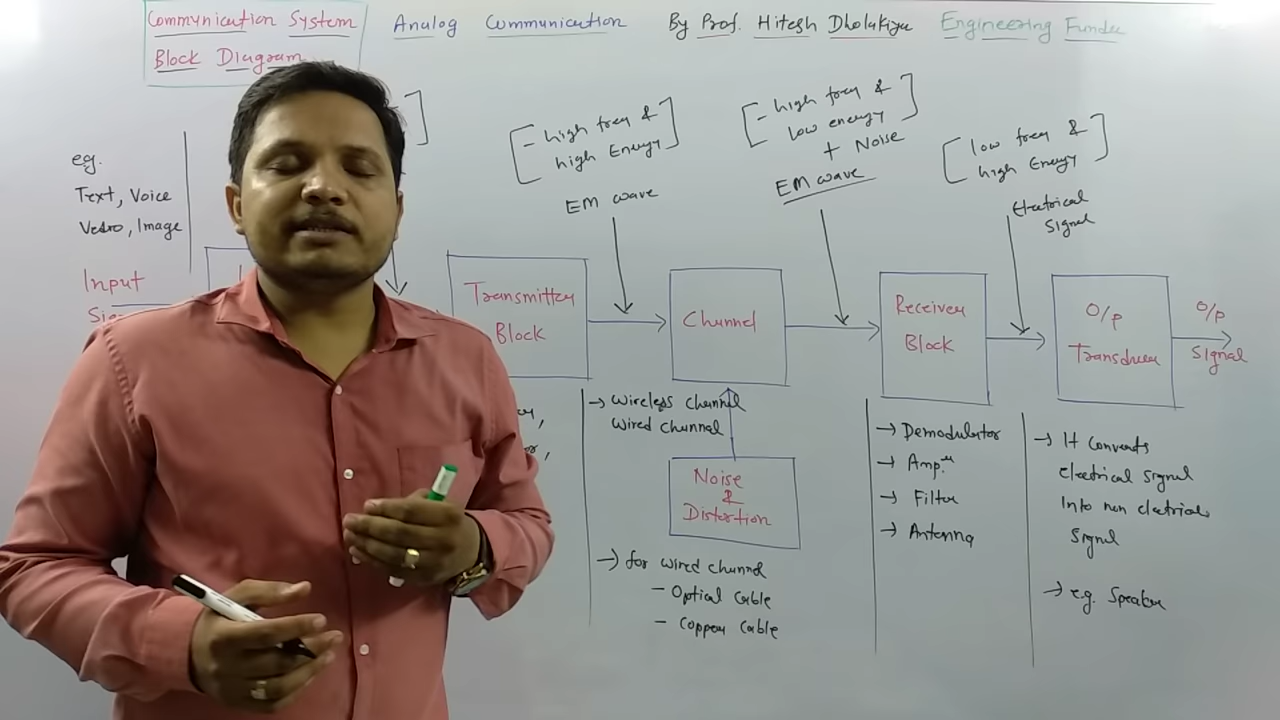 Communication System
Block Diagram
Analog Communication
By Prof. Hitesh Dholakiya
Engineering Funda
eg.
Text, Voice
Video, Image
Input
[- high freq &
high Energy]
EM wave
[- high freq &
low energy]
+ Noise
EM wave
[low freq &
high Energy]
Electrical
Signal
Transmitter
Block
Channel
Receiver
Block
O/p
Transducer
O/p
Signal
→ Wireless Channel
Wired Channel
Noise
&
Distortion
→ for wired channel
- Optical Cable
- Copper Cable
→ Demodulator
→ Amp.
→ Filter
→ Antenna
→ It Converts
electrical signal
Into non electrical
Signal
→ e.g. Speaker